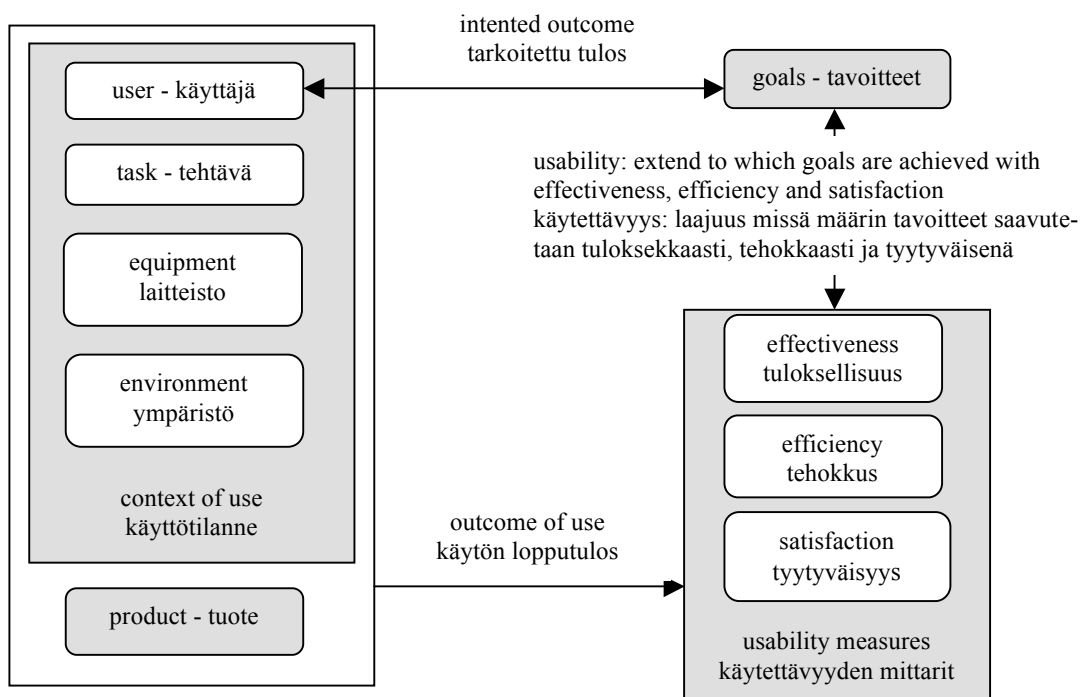 intented outcome
tarkoitettu tulos
user - käyttäjä
goals - tavoitteet
task - tehtävä
usability: extend to which goals are achieved with
effectiveness, efficiency and satisfaction
käytettävyys: laajuus missä määrin tavoitteet saavute-
taan tuloksekkaasti, tehokkaasti ja tyytyväisenä
equipment
laitteisto
environment
ympäristö
context of use
käyttötilanne
product - tuote
outcome of use
käytön lopputulos
effectiveness
tuloksellisuus
efficiency
tehokkus
satisfaction
tyytyväisyys
usability measures
käytettävyyden mittarit